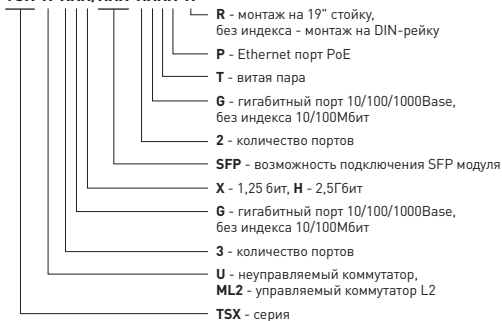 R - монтаж на 19" стойку,
без индекса - монтаж на DIN-рейку
P - Ethernet порт PoE
T - витая пара
G - гигабитный порт 10/100/1000Base,
без индекса 10/100Мбит
2 - количество портов
SFP - возможность подключения SFP модуля
X - 1,25 бит, H - 2,5Гбит
G - гигабитный порт 10/100/1000Base,
без индекса 10/100Мбит
3 - количество портов
U - неуправляемый коммутатор,
ML2 - управляемый коммутатор L2
TSX - серия